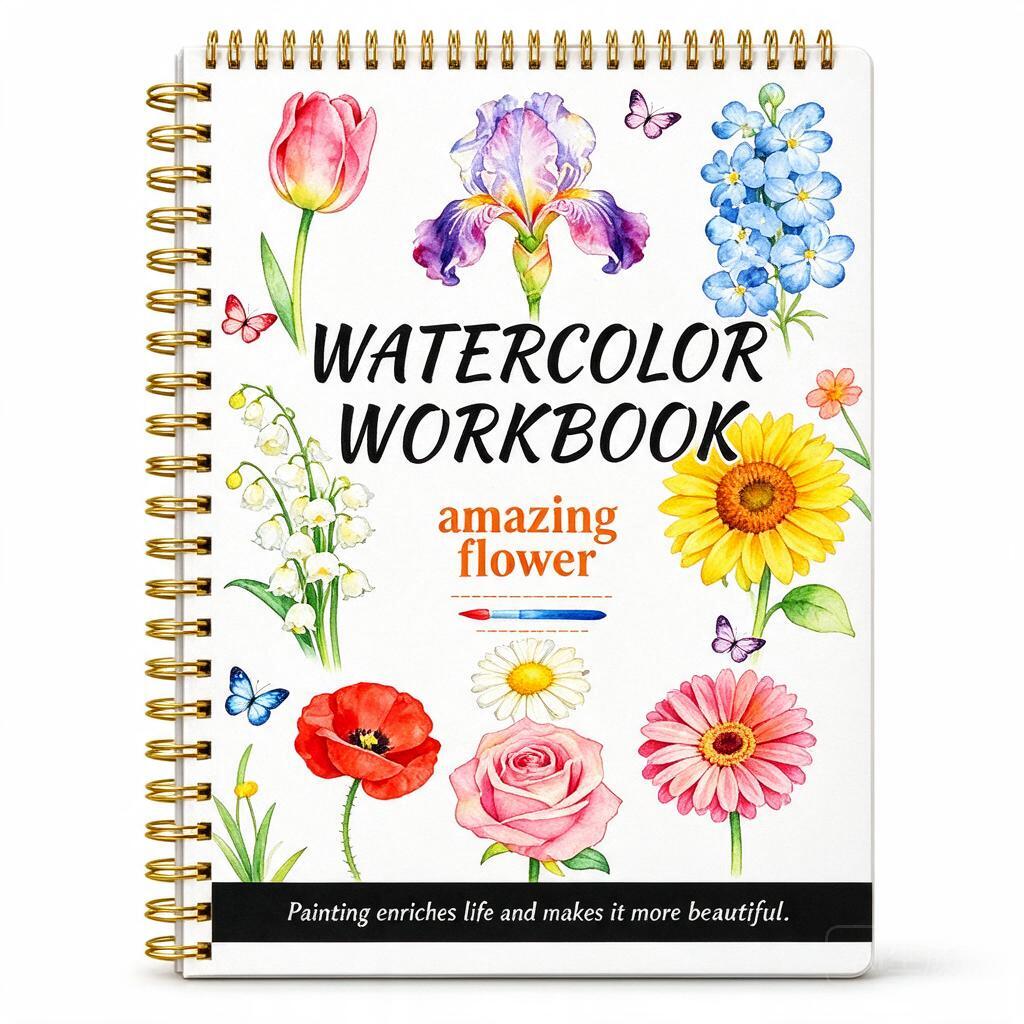 WATERCOLOR
WORKBOOK
amazing
flower
Painting enriches life and makes it more beautiful.